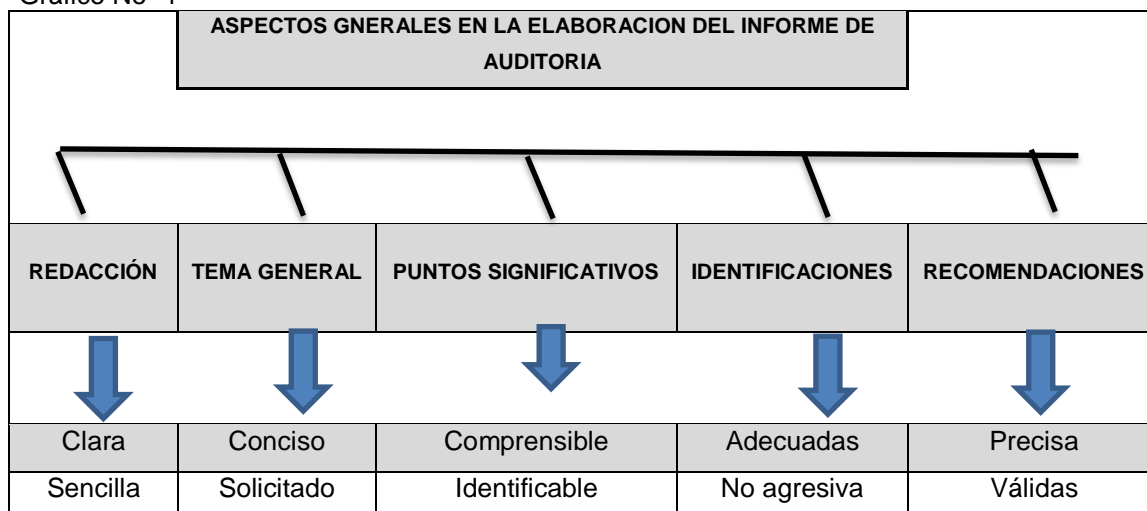 Gráfico No
ASPECTOS GNERALES EN LA ELABORACION DEL INFORME DE
AUDITORIA
REDACCIÓN TEMA GENERAL PUNTOS SIGNIFICATIVOS IDENTIFICACIONES RECOMENDACIONES
Clara Conciso Comprensible Adecuadas Precisa
Sencilla Solicitado Identificable No agresiva Válidas